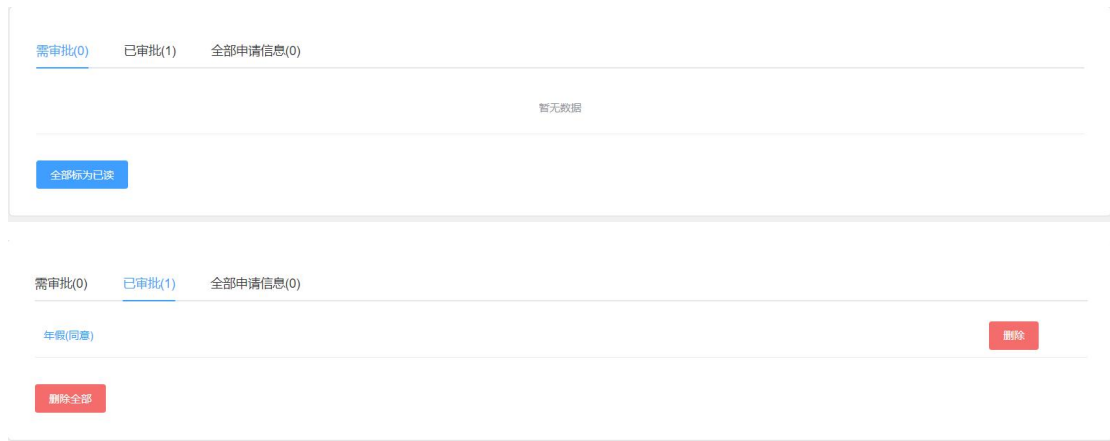 需审批(0) 已审批(1) 全部申请信息(0)
暂无数据
全部标为已读
需审批(0) 已审批(1) 全部申请信息(0)
年假(同意) 删除
删除全部